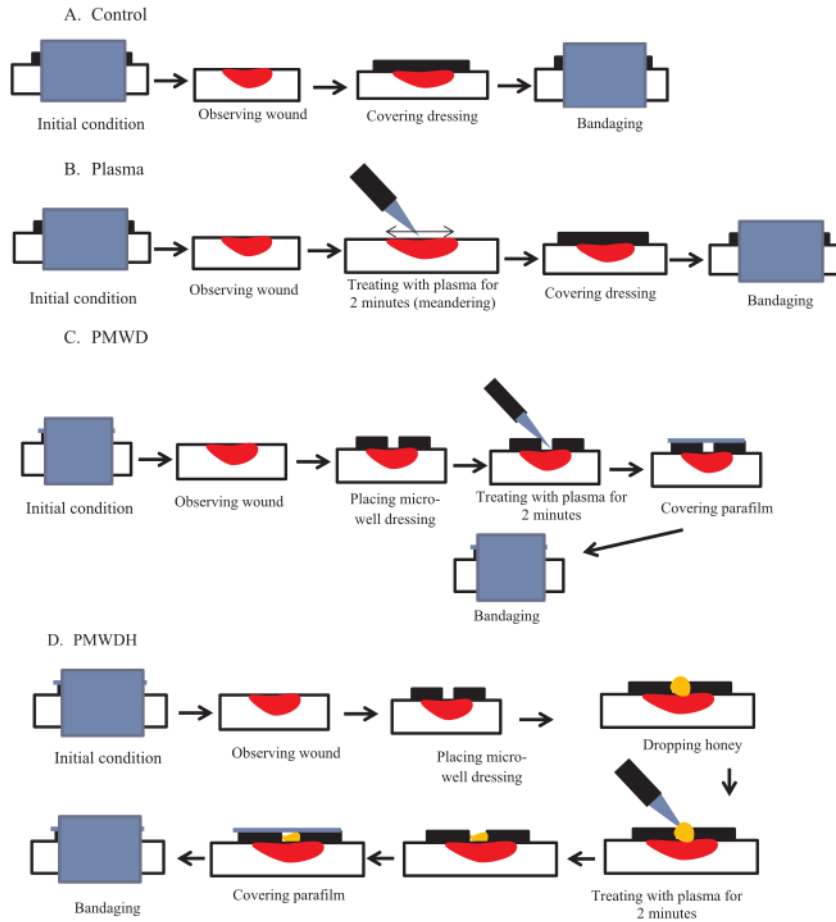 A. Control
Initial condition
Observing wound
Covering dressing
Bandaging
B. Plasma
Initial condition
Observing wound
Treating with plasma for
2 minutes (meandering)
Covering dressing
Bandaging
C. PMWD
Initial condition
Observing wound
Placing micro-
well dressing
Treating with plasma for
2 minutes
Covering parafilm
Bandaging
D. PMWDH
Initial condition
Observing wound
Placing micro-
well dressing
Dropping honey
Treating with plasma for
2 minutes
Covering parafilm
Bandaging